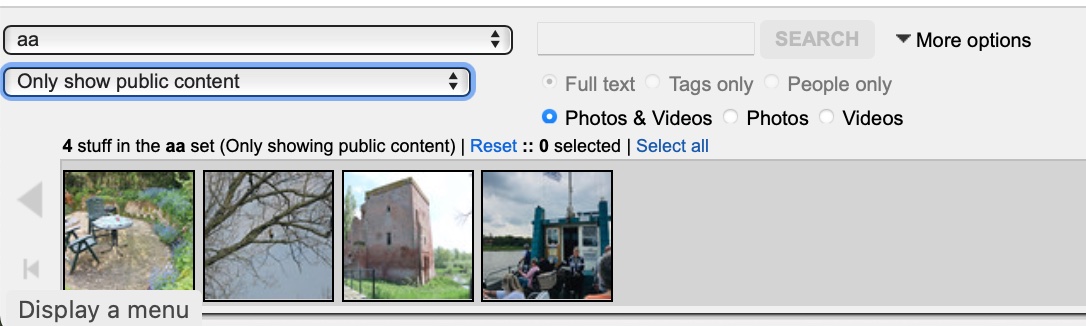 aa SEARCH More options
Only show public content Full text Tags only People only
Photos & Videos Photos Videos
4 stuff in the aa set (Only showing public content) | Reset :: 0 selected | Select all
Display a menu